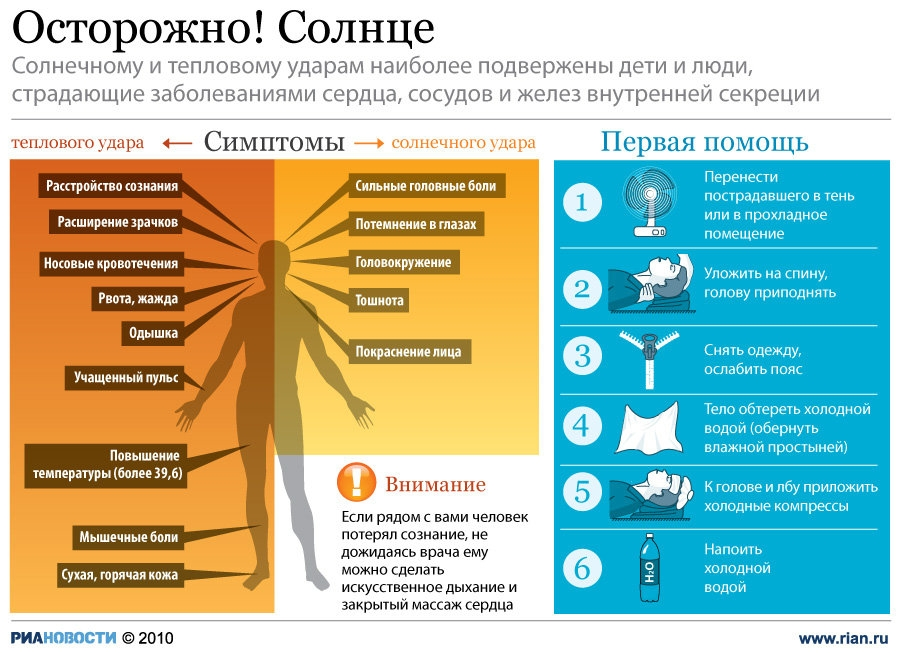 Осторожно! Солнце
Солнечному и тепловому ударам наиболее подвержены дети и люди,
страдающие заболеваниями сердца, сосудов и желез внутренней секреции
теплового удара
Симптомы
солнечного удара
Расстройство сознания
Расширение зрачков
Носовые кровотечения
Рвота, жажда
Одышка
Учащенный пульс
Повышение
температуры (более 39,6)
Мышечные боли
Сухая, горячая кожа
Сильные головные боли
Потемнение в глазах
Головокружение
Тошнота
Покраснение лица
!
Внимание
Если рядом с вами человек
потерял сознание, не
дожидаясь врача ему
можно сделать
искусственное дыхание и
закрытый массаж сердца
Первая помощь
1
Перенести
пострадавшего в тень
или в прохладное
помещение
2
Уложить на спину,
голову приподнять
3
Снять одежду,
ослабить пояс
4
Тело обтереть холодной
водой (обернуть
влажной простыней)
5
К голове и лбу приложить
холодные компрессы
6
H₂O
Напоить
холодной
водой
РИАНОВОСТИ © 2010
www.rian.ru